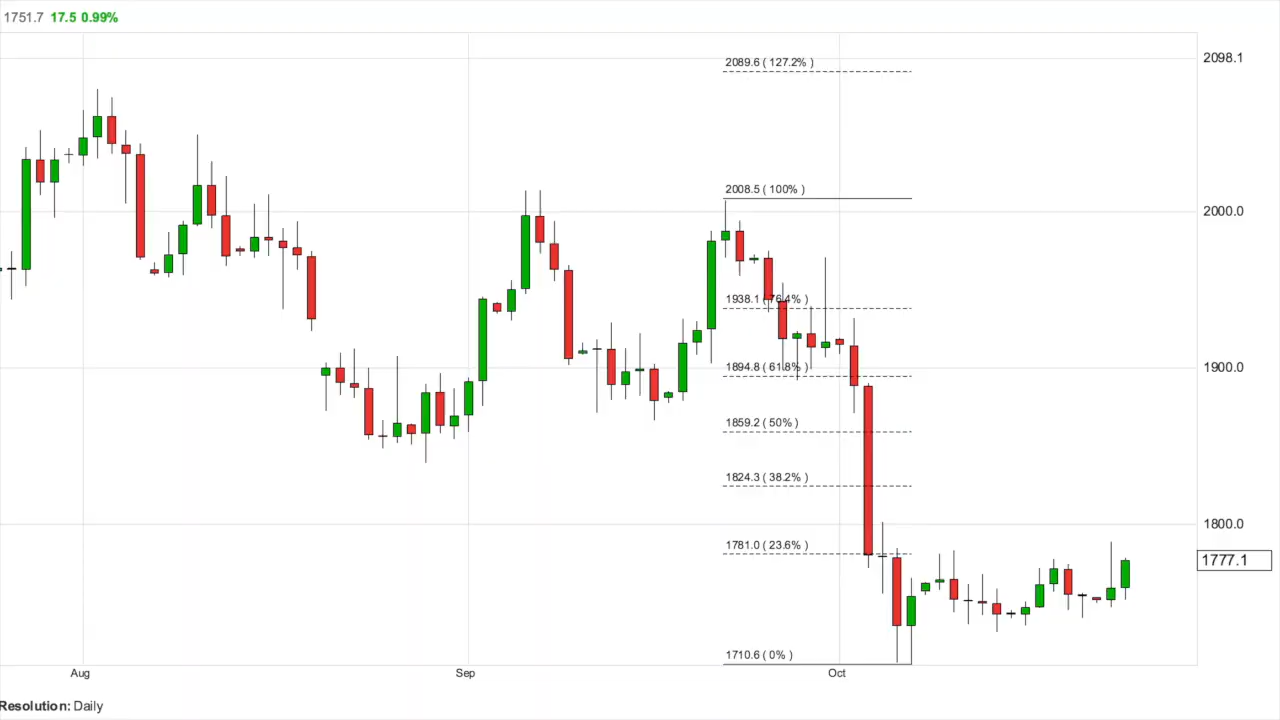 1751.7 17.5 0.99%
2089.6 ( 127.2% )
2098.1
2008.5 ( 100% )
2000.0
1938.1 ( 76.4% )
1894.8 ( 61.8% )
1900.0
1859.2 ( 50% )
1824.3 ( 38.2% )
1800.0
1781.0 ( 23.6% )
1777.1
1710.6 ( 0% )
Aug Sep Oct
Resolution: Daily